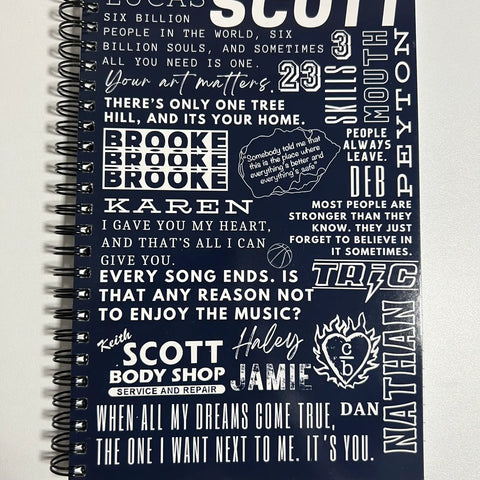 LUCAS
SCOTT
SIX BILLION
PEOPLE IN THE WORLD, SIX
BILLION SOULS, AND SOMETIMES
ALL YOU NEED IS ONE.
3
SKILLS
MOUTH
PEYTON
Your art matters.
23
THERE'S ONLY ONE TREE
HILL, AND ITS YOUR HOME.
BROOKE
BROOKE
BROOKE
"Somebody told me that
this is the place where
everything's better and
everything's safe"
PEOPLE
ALWAYS
LEAVE.
DEB
KAREN
MOST PEOPLE ARE
STRONGER THAN THEY
KNOW. THEY JUST
FORGET TO BELIEVE IN
IT SOMETIMES.
I GAVE YOU MY HEART,
AND THAT'S ALL I CAN
GIVE YOU.
TRIC
EVERY SONG ENDS. IS
THAT ANY REASON NOT
TO ENJOY THE MUSIC?
NATHAN
Keith
SCOTT
BODY SHOP
SERVICE AND REPAIR
Haley
JAMIE
c
b
DAN
WHEN ALL MY DREAMS COME TRUE,
THE ONE I WANT NEXT TO ME. IT'S YOU.